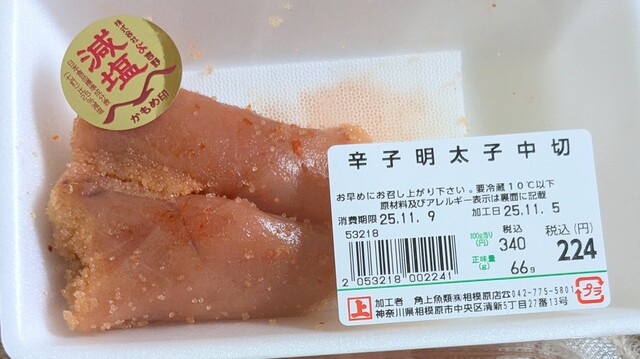 減塩
かもめ印
辛子明太子中切
お早めにお召し上がり下さい。要冷蔵10℃以下
原材料及びアレルギー表示は裏面に記載
消費期限 25.11. 9 加工日 25.11. 5
53218
100g当り(円) 税込 340
税込(円) 224
正味量(g) 66g
2 053218 002241
上 加工者 角上魚類㈱相模原店☎042-775-5801
神奈川県相模原市中央区清新5丁目27番13号
プラ